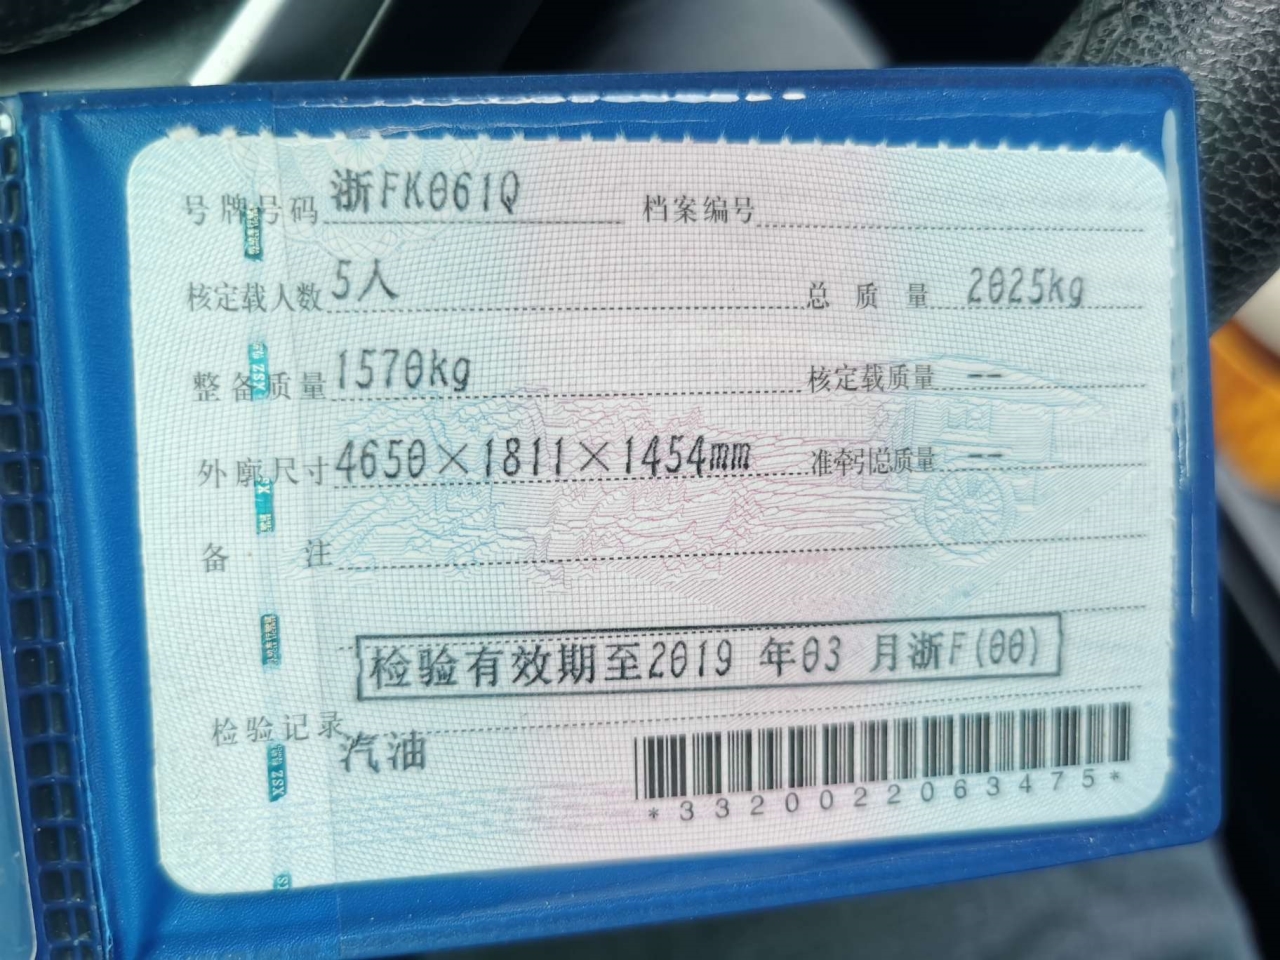 号牌号码 浙FK061Q 档案编号
核定载人数 5人 总质量 2025kg
整备质量 1570kg 核定载质量 --
外廓尺寸 4650×1811×1454mm 准牵引总质量 --
备注
检验有效期至2019 年03 月浙F(00)
检验记录
汽油
*3320022063475*